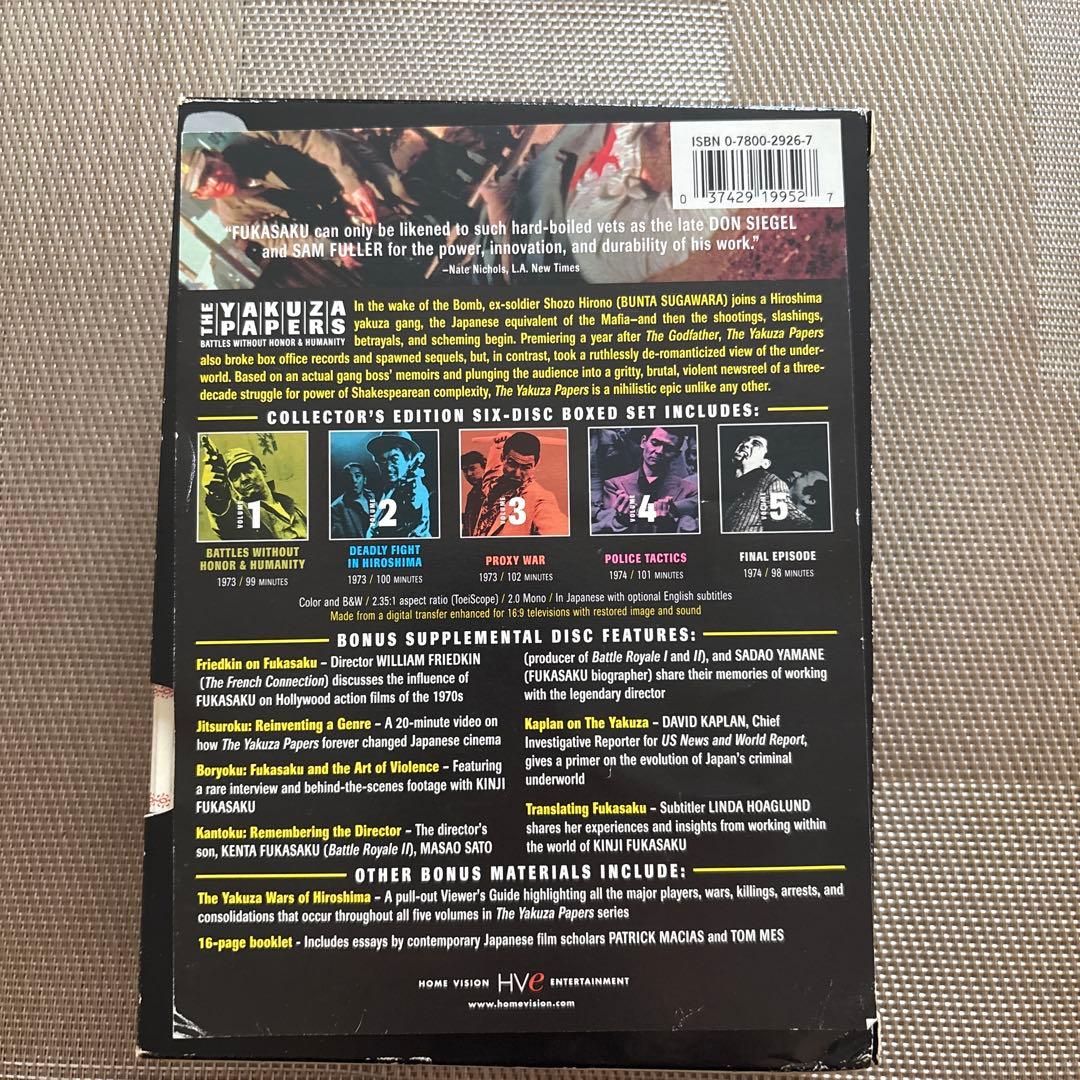 ISBN 0-7800-2926-7
0 37429 19952 7
"FUKASAKU can only be likened to such hard-boiled vets as the late DON SIEGEL
and SAM FULLER for the power, innovation, and durability of his work."
–Nate Nichols, L.A. New Times
THE YAKUZA PAPERS
BATTLES WITHOUT HONOR & HUMANITY
In the wake of the Bomb, ex-soldier Shozo Hirono (BUNTA SUGAWARA) joins a Hiroshima
yakuza gang, the Japanese equivalent of the Mafia—and then the shootings, slashings,
betrayals, and scheming begin. Premiering a year after The Godfather, The Yakuza Papers
also broke box office records and spawned sequels, but, in contrast, took a ruthlessly de-romanticized view of the under-
world. Based on an actual gang boss' memoirs and plunging the audience into a gritty, brutal, violent newsreel of a three-
decade struggle for power of Shakespearean complexity, The Yakuza Papers is a nihilistic epic unlike any other.
COLLECTOR'S EDITION SIX-DISC BOXED SET INCLUDES:
VOLUME 1
VOLUME 2
VOLUME 3
VOLUME 4
VOLUME 5
BATTLES WITHOUT
HONOR & HUMANITY
1973 / 99 MINUTES
DEADLY FIGHT
IN HIROSHIMA
1973 / 100 MINUTES
PROXY WAR
1973 / 102 MINUTES
POLICE TACTICS
1974 / 101 MINUTES
FINAL EPISODE
1974 / 98 MINUTES
Color and B&W / 2.35:1 aspect ratio (ToeiScope) / 2.0 Mono / In Japanese with optional English subtitles
Made from a digital transfer enhanced for 16:9 televisions with restored image and sound
BONUS SUPPLEMENTAL DISC FEATURES:
Friedkin on Fukasaku – Director WILLIAM FRIEDKIN
(The French Connection) discusses the influence of
FUKASAKU on Hollywood action films of the 1970s
Jitsuroku: Reinventing a Genre – A 20-minute video on
how The Yakuza Papers forever changed Japanese cinema
Boryoku: Fukasaku and the Art of Violence – Featuring
a rare interview and behind-the-scenes footage with KINJI
FUKASAKU
Kantoku: Remembering the Director – The director's
son, KENTA FUKASAKU (Battle Royale II), MASAO SATO
(producer of Battle Royale I and II), and SADAO YAMANE
(FUKASAKU biographer) share their memories of working
with the legendary director
Kaplan on The Yakuza – DAVID KAPLAN, Chief
Investigative Reporter for US News and World Report,
gives a primer on the evolution of Japan's criminal
underworld
Translating Fukasaku – Subtitler LINDA HOAGLUND
shares her experiences and insights from working within
the world of KINJI FUKASAKU
OTHER BONUS MATERIALS INCLUDE:
The Yakuza Wars of Hiroshima – A pull-out Viewer's Guide highlighting all the major players, wars, killings, arrests, and
consolidations that occur throughout all five volumes in The Yakuza Papers series
16-page booklet - Includes essays by contemporary Japanese film scholars PATRICK MACIAS and TOM MES
HOME VISION HVe ENTERTAINMENT
www.homevision.com